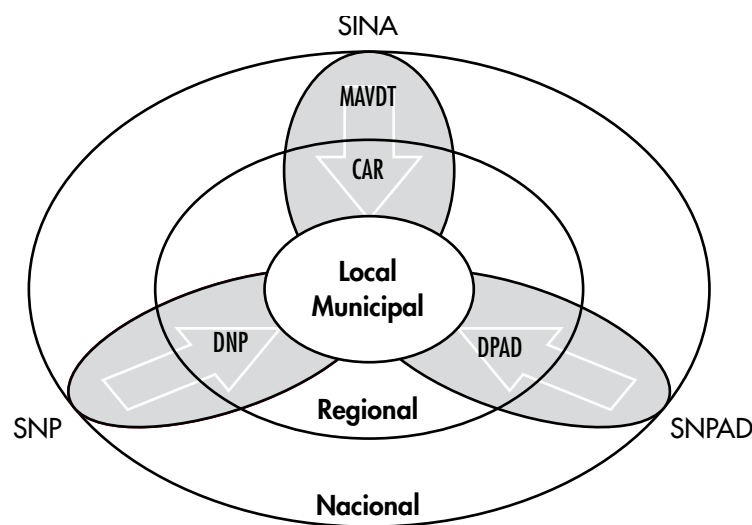 SINA
MAVDT
CAR
Local
Municipal
DNP
DPAD
Regional
SNP
SNPAD
Nacional